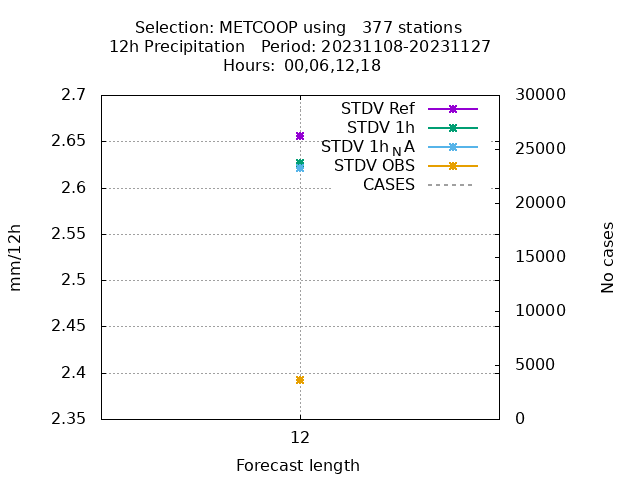 Selection: METCOOP using   377 stations
12h Precipitation   Period: 20231108-20231127
Hours:  00,06,12,18
2.7
2.65
2.6
2.55
2.5
2.45
2.4
2.35
mm/12h
STDV Ref
STDV 1h
STDV 1h_NA
STDV OBS
CASES
30000
25000
20000
15000
10000
5000
0
No cases
12
Forecast length